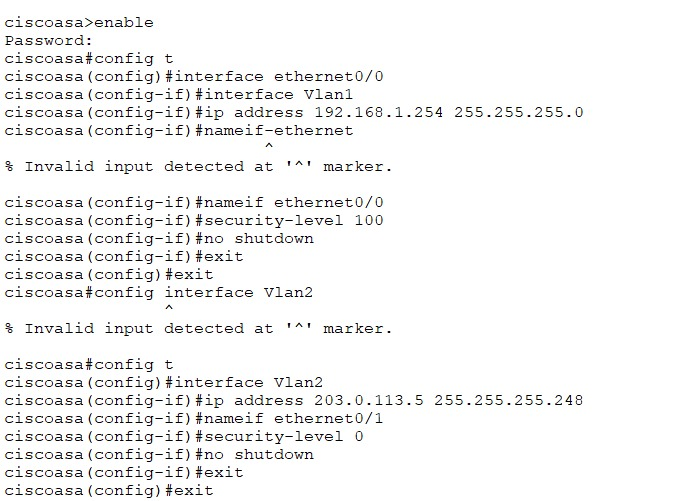 ciscoasa>enable
Password:
ciscoasa#config t
ciscoasa(config)#interface ethernet0/0
ciscoasa(config-if)#interface Vlan1
ciscoasa(config-if)#ip address 192.168.1.254 255.255.255.0
ciscoasa(config-if)#nameif-ethernet
^
% Invalid input detected at '^' marker.
ciscoasa(config-if)#nameif ethernet0/0
ciscoasa(config-if)#security-level 100
ciscoasa(config-if)#no shutdown
ciscoasa(config-if)#exit
ciscoasa(config)#exit
ciscoasa#config interface Vlan2
^
% Invalid input detected at '^' marker.
ciscoasa#config t
ciscoasa(config)#interface Vlan2
ciscoasa(config-if)#ip address 203.0.113.5 255.255.255.248
ciscoasa(config-if)#nameif ethernet0/1
ciscoasa(config-if)#security-level 0
ciscoasa(config-if)#no shutdown
ciscoasa(config-if)#exit
ciscoasa(config)#exit